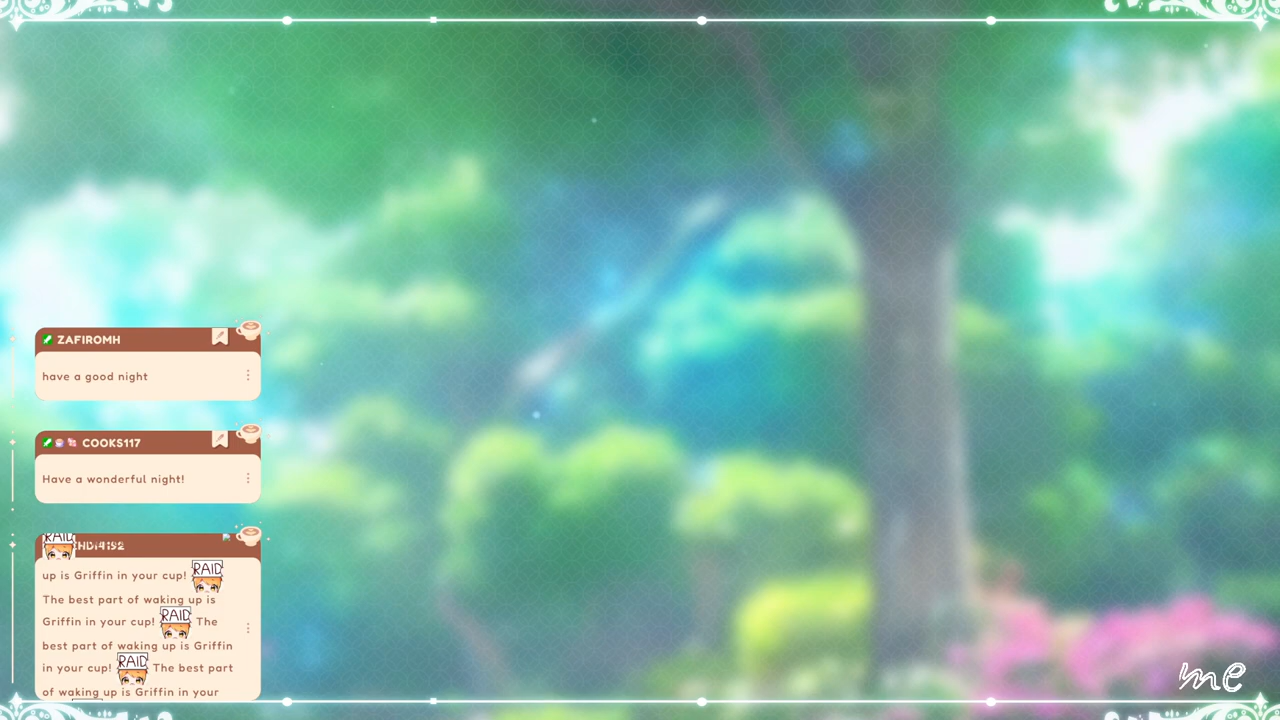 ZAFIROMH
have a good night
COOKS117
Have a wonderful night!
RAID
up is Griffin in your cup! RAID
The best part of waking up is
Griffin in your cup! RAID The
best part of waking up is Griffin
in your cup! RAID The best part
of waking up is Griffin in your
me